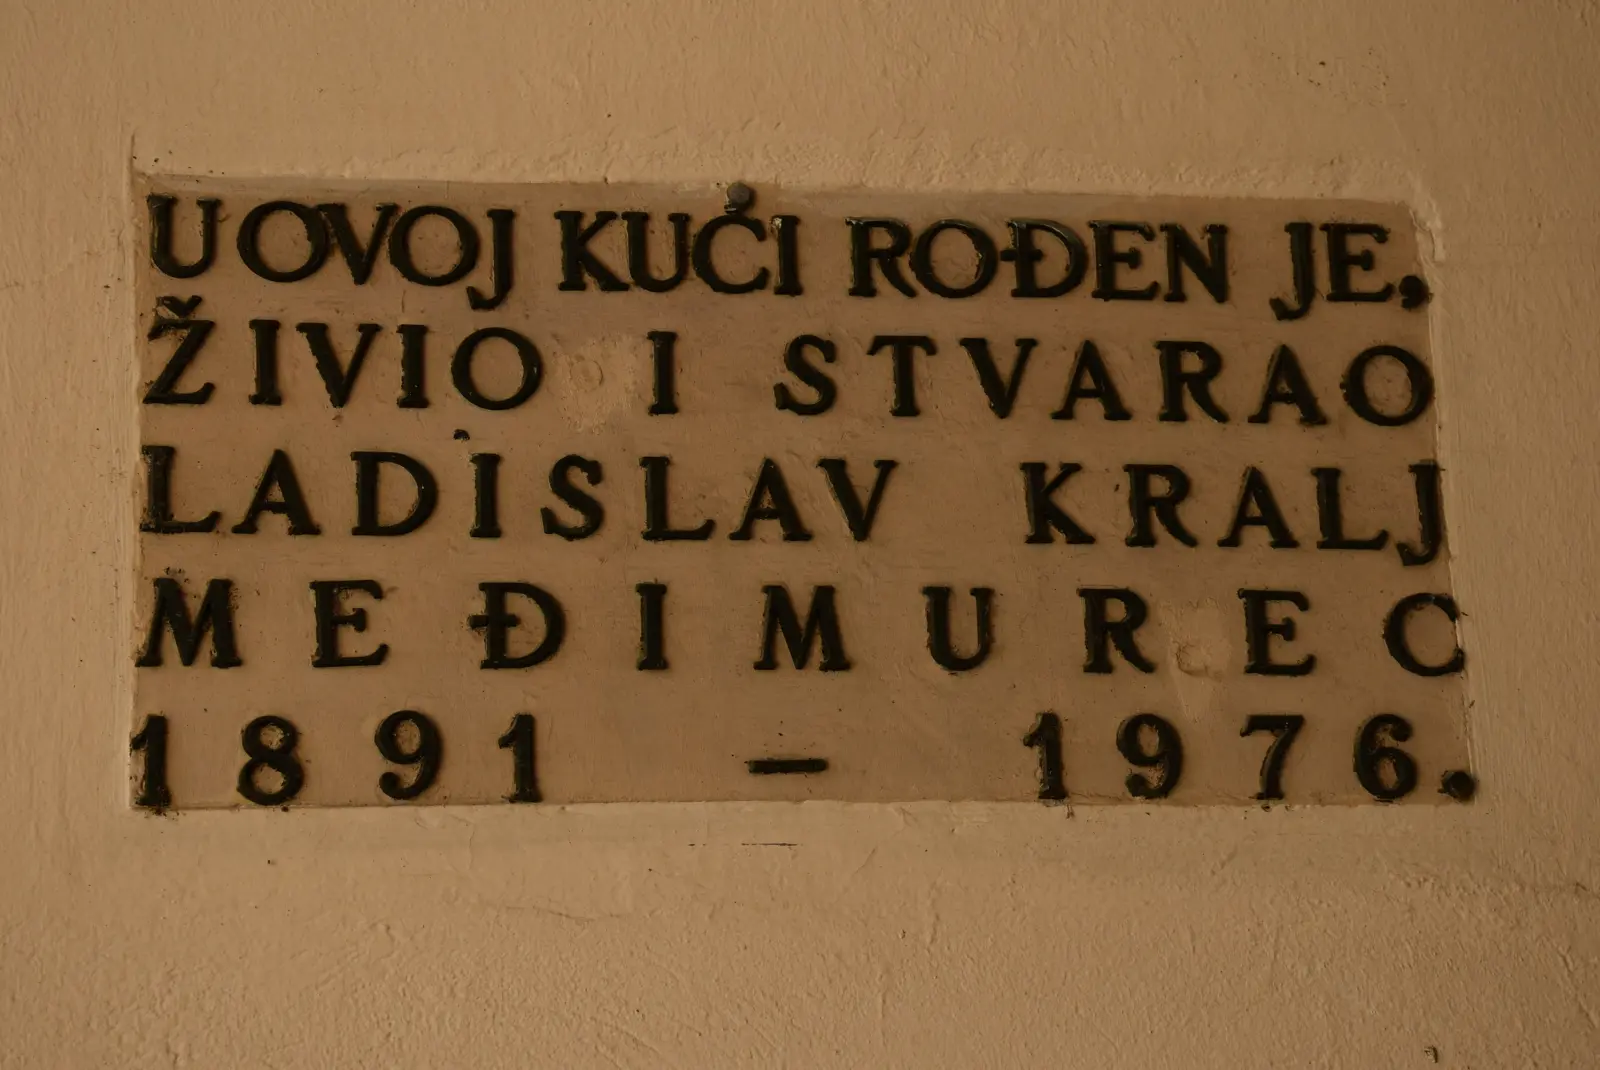 U OVOJ KUĆI ROĐEN JE,
ŽIVIO I STVARAO
LADISLAV KRALJ
MEĐIMUREC
1891 – 1976.